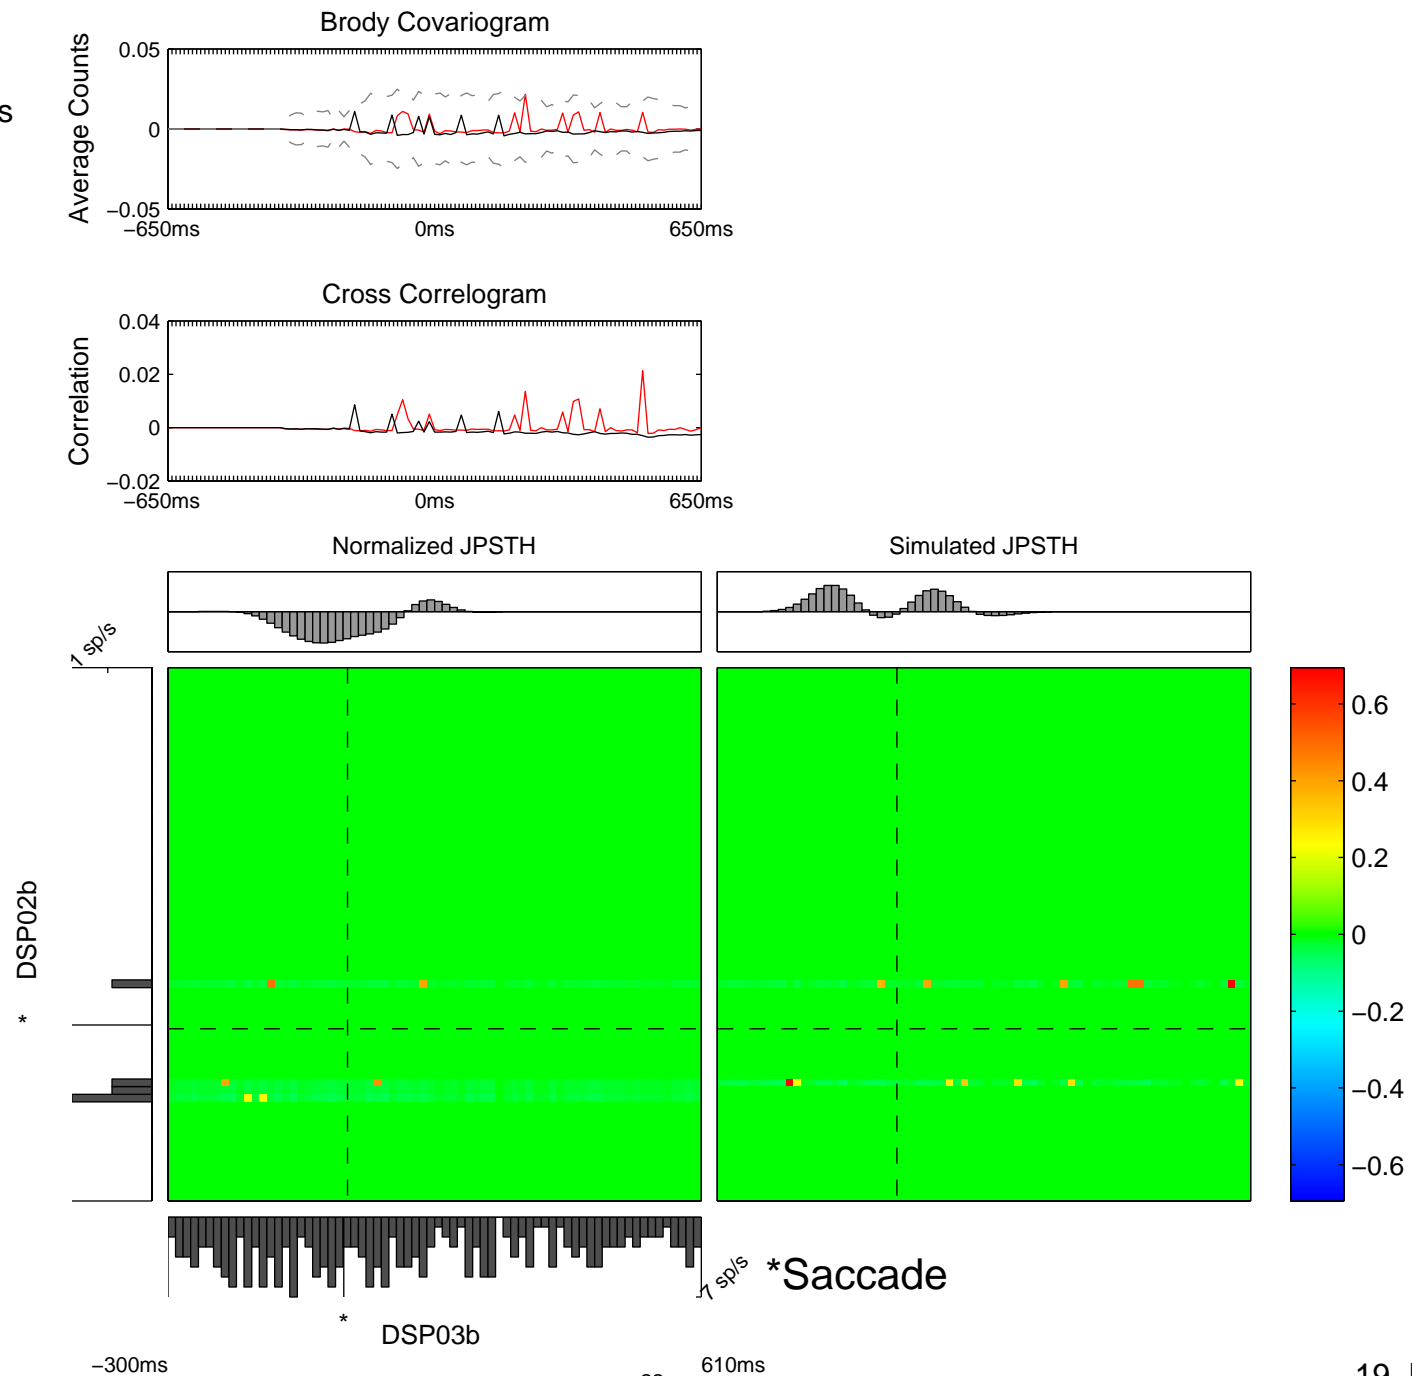 Brody Covariogram
s
Average Counts
0.05
0
−0.05
−650ms 0ms 650ms
Cross Correlogram
Correlation
0.04
0.02
0
−0.02
−650ms 0ms 650ms
Normalized JPSTH
Simulated JPSTH
1 sp/s
DSP02b
*
0.6
0.4
0.2
0
−0.2
−0.4
−0.6
7 sp/s
*Saccade
*
DSP03b
−300ms 610ms